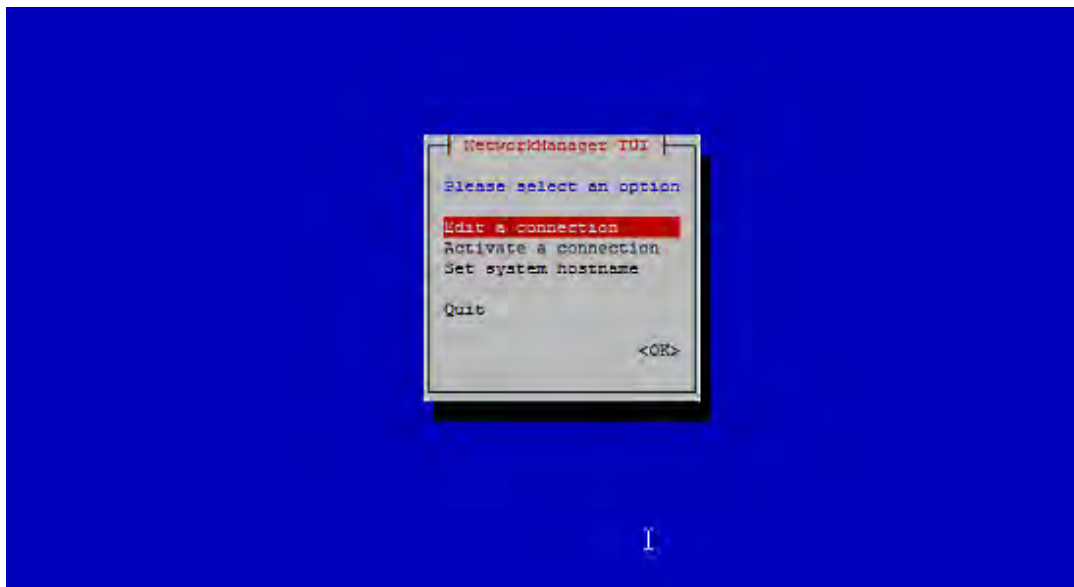 NetworkManager TUI
Please select an option
Edit a connection
Activate a connection
Set system hostname
Quit
<OK>